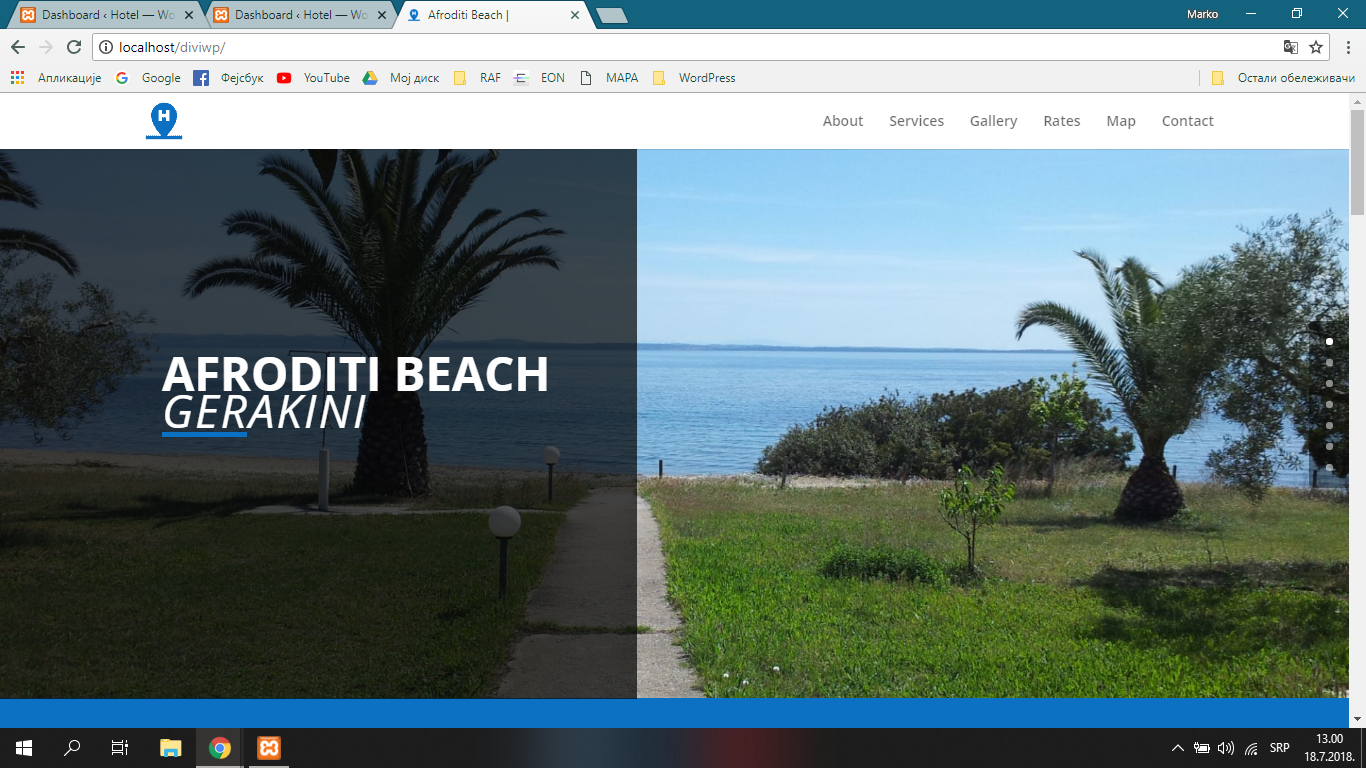 Dashboard ‹ Hotel — Wo
Dashboard ‹ Hotel — Wo
Afroditi Beach |
Marko
localhost/diviwp/
Апликације
Google
Фејсбук
YouTube
Мој диск
RAF
EON
МАРА
WordPress
Остали обележивачи
H
About
Services
Gallery
Rates
Map
Contact
AFRODITI BEACH
GERAKINI
SRP
13.00
18.7.2018.